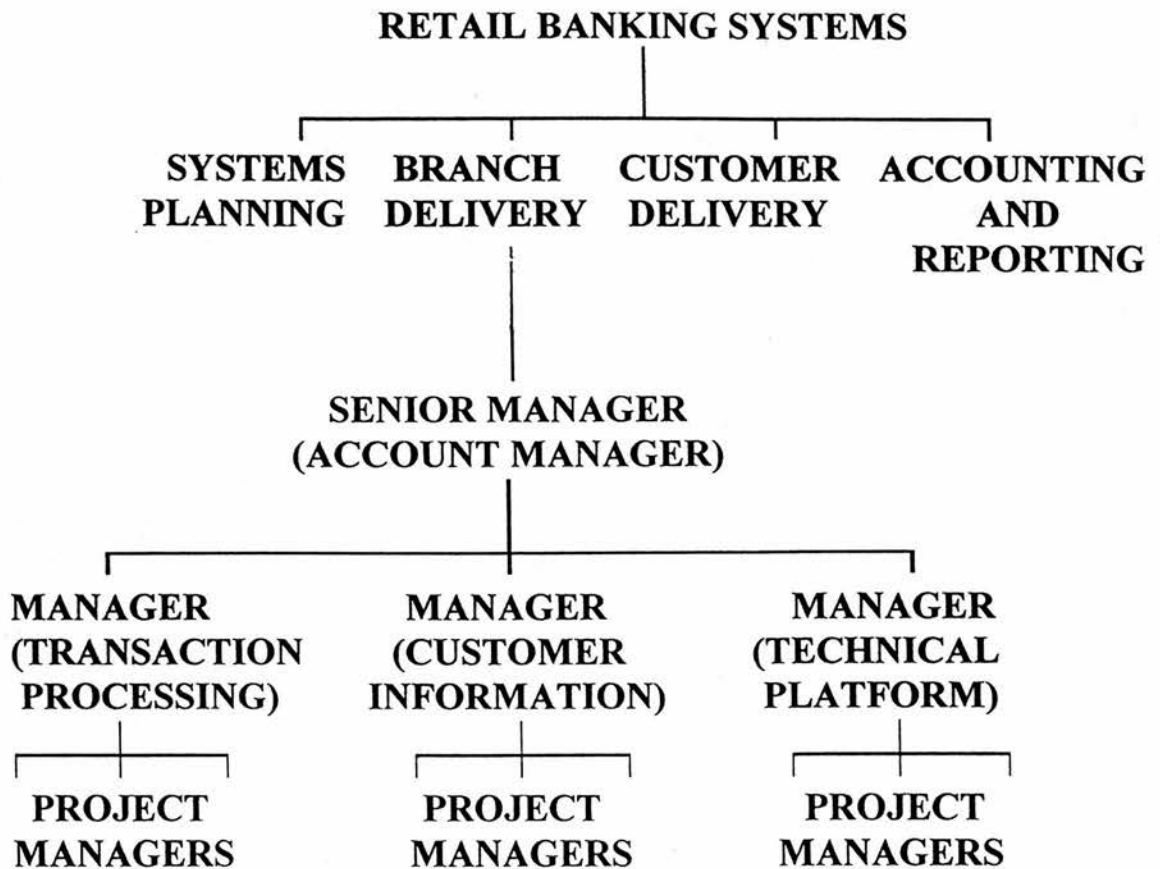 RETAIL BANKING SYSTEMS
SYSTEMS PLANNING
BRANCH DELIVERY
CUSTOMER DELIVERY
ACCOUNTING AND REPORTING
SENIOR MANAGER
(ACCOUNT MANAGER)
MANAGER
(TRANSACTION
PROCESSING)
MANAGER
(CUSTOMER
INFORMATION)
MANAGER
(TECHNICAL
PLATFORM)
PROJECT
MANAGERS
PROJECT
MANAGERS
PROJECT
MANAGERS